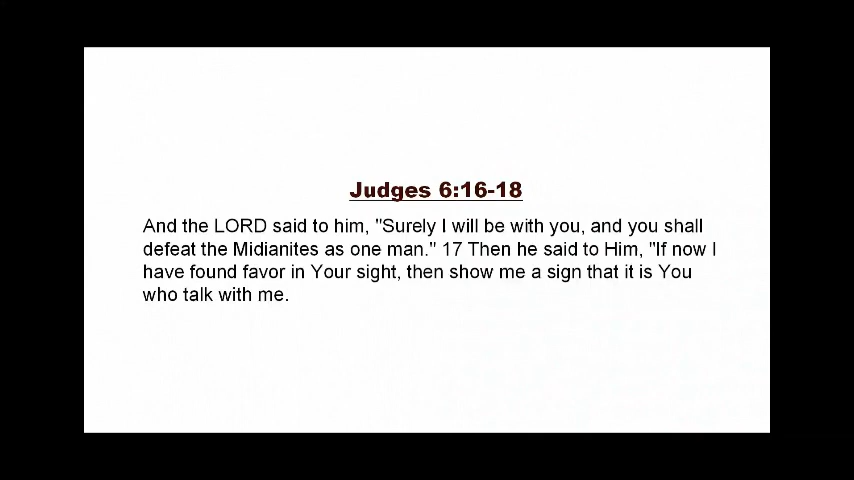 Judges 6:16-18
And the LORD said to him, "Surely I will be with you, and you shall
defeat the Midianites as one man." 17 Then he said to Him, "If now I
have found favor in Your sight, then show me a sign that it is You
who talk with me.